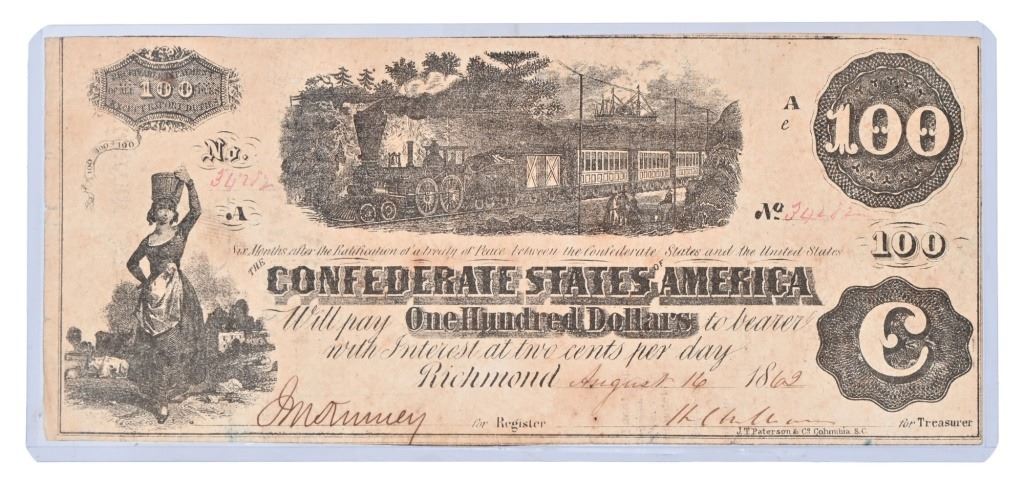 100
A
e
100
No.
34282
A
No 34282
100
Six Months after the Ratification of a treaty of Peace between the Confederate States and the United States
THE CONFEDERATE STATES OF AMERICA
Will pay One Hundred Dollars to bearer
with Interest at two cents per day
Richmond August 16 1862
C
for Register
for Treasurer
J.T. Paterson & Co. Columbia S.C.